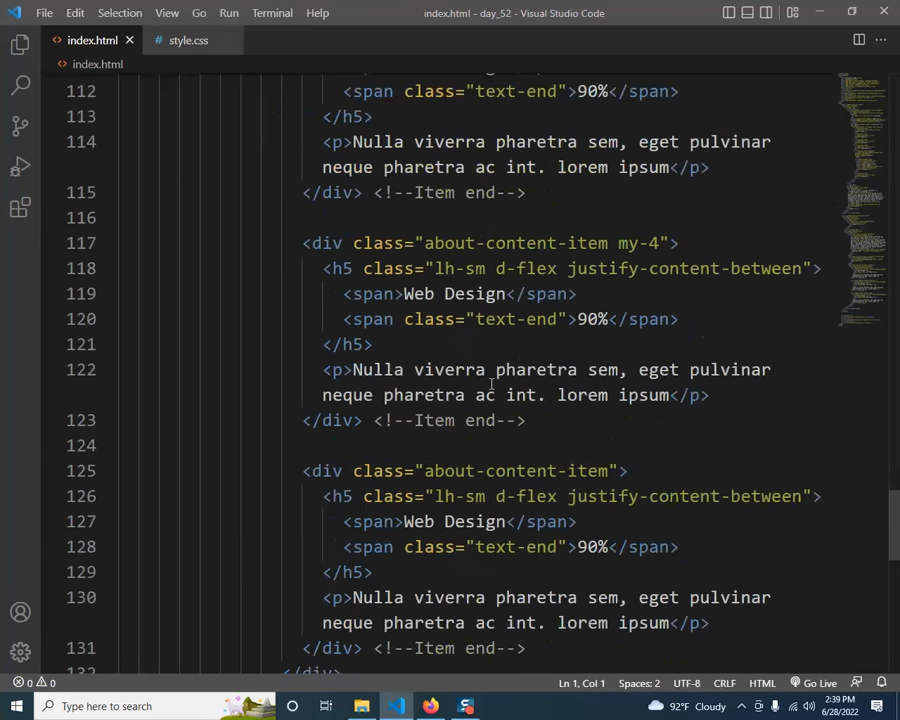 File Edit Selection View Go Run Terminal Help index.html - day_52 - Visual Studio Code
index.html style.css
index.html
112 <span class="text-end">90%</span>
113 </h5>
114 <p>Nulla viverra pharetra sem, eget pulvinar
neque pharetra ac int. lorem ipsum</p>
115 </div> <!--Item end-->
116
117 <div class="about-content-item my-4">
118 <h5 class="lh-sm d-flex justify-content-between">
119 <span>Web Design</span>
120 <span class="text-end">90%</span>
121 </h5>
122 <p>Nulla viverra pharetra sem, eget pulvinar
neque pharetra ac int. lorem ipsum</p>
123 </div> <!--Item end-->
124
125 <div class="about-content-item">
126 <h5 class="lh-sm d-flex justify-content-between">
127 <span>Web Design</span>
128 <span class="text-end">90%</span>
129 </h5>
130 <p>Nulla viverra pharetra sem, eget pulvinar
neque pharetra ac int. lorem ipsum</p>
131 </div> <!--Item end-->
132 </div>
0 0 Ln 1, Col 1 Spaces: 2 UTF-8 CRLF HTML Go Live
Type here to search 92°F Cloudy 2:39 PM
6/28/2022